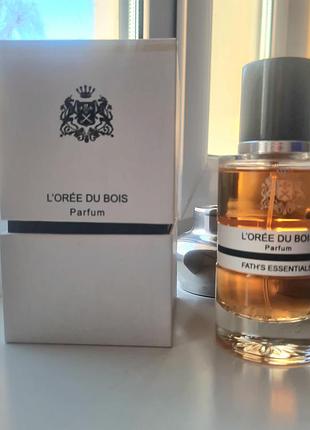 L'ORÉE DU BOIS
Parfum
L'ORÉE DU BOIS
Parfum
FATH'S ESSENTIALS